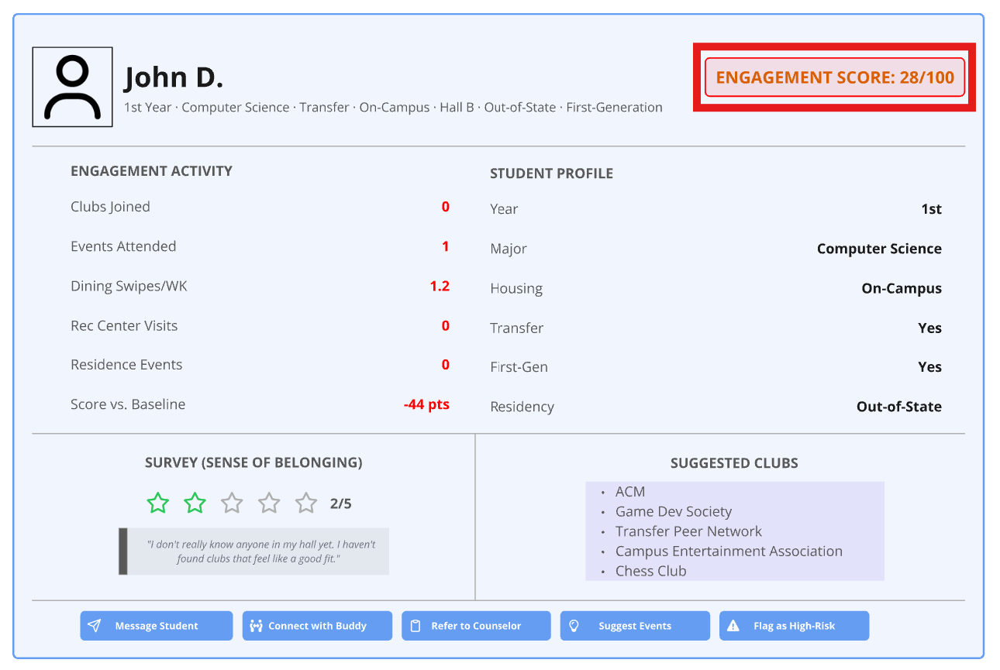 John D.
1st Year · Computer Science · Transfer · On-Campus · Hall B · Out-of-State · First-Generation
ENGAGEMENT SCORE: 28/100
ENGAGEMENT ACTIVITY
Clubs Joined 0
Events Attended 1
Dining Swipes/WK 1.2
Rec Center Visits 0
Residence Events 0
Score vs. Baseline -44 pts
STUDENT PROFILE
Year 1st
Major Computer Science
Housing On-Campus
Transfer Yes
First-Gen Yes
Residency Out-of-State
SURVEY (SENSE OF BELONGING)
2/5
"I don't really know anyone in my hall yet. I haven't
found clubs that feel like a good fit."
SUGGESTED CLUBS
• ACM
• Game Dev Society
• Transfer Peer Network
• Campus Entertainment Association
• Chess Club
Message Student
Connect with Buddy
Refer to Counselor
Suggest Events
Flag as High-Risk